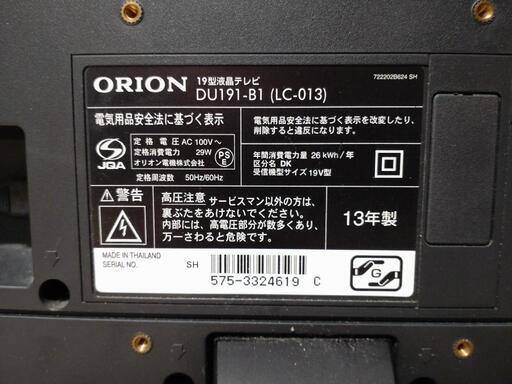 ORION 19型液晶テレビ
DU191-B1 (LC-013)
722202B624 SH
電気用品安全法に基づく表示
電気用品安全法に基づく表示を改変したり、
削除すると違反になります。
JQA
定格電圧 AC 100V～
定格消費電力 29W
オリオン電機株式会社
PSE
定格周波数 50Hz/60Hz
年間消費電力量 26 kWh/年
区分名 DK
受信機型サイズ 19V型
警告
高圧注意 サービスマン以外の方は、
裏ぶたをあけないでください。
内部には、高電圧部分が数多くあり、
万一さわると危険です。
13年製
MADE IN THAILAND
SERIAL NO.
SH
575-3324619 C
G